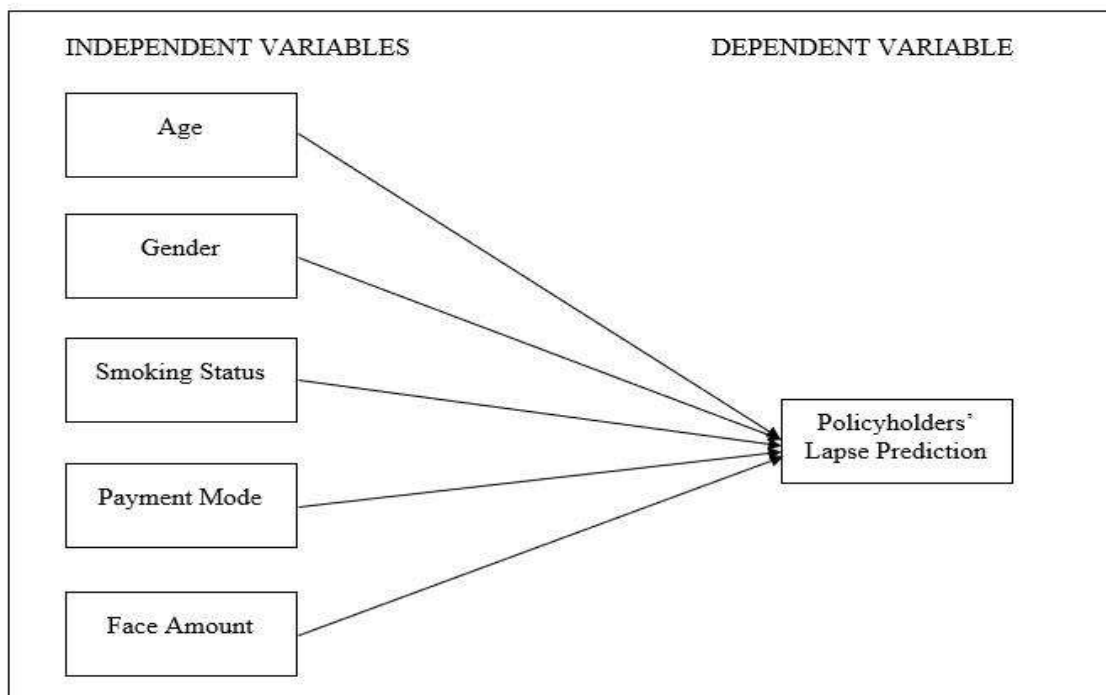 INDEPENDENT VARIABLES
DEPENDENT VARIABLE
Age
Gender
Smoking Status
Payment Mode
Face Amount
Policyholders’
Lapse Prediction